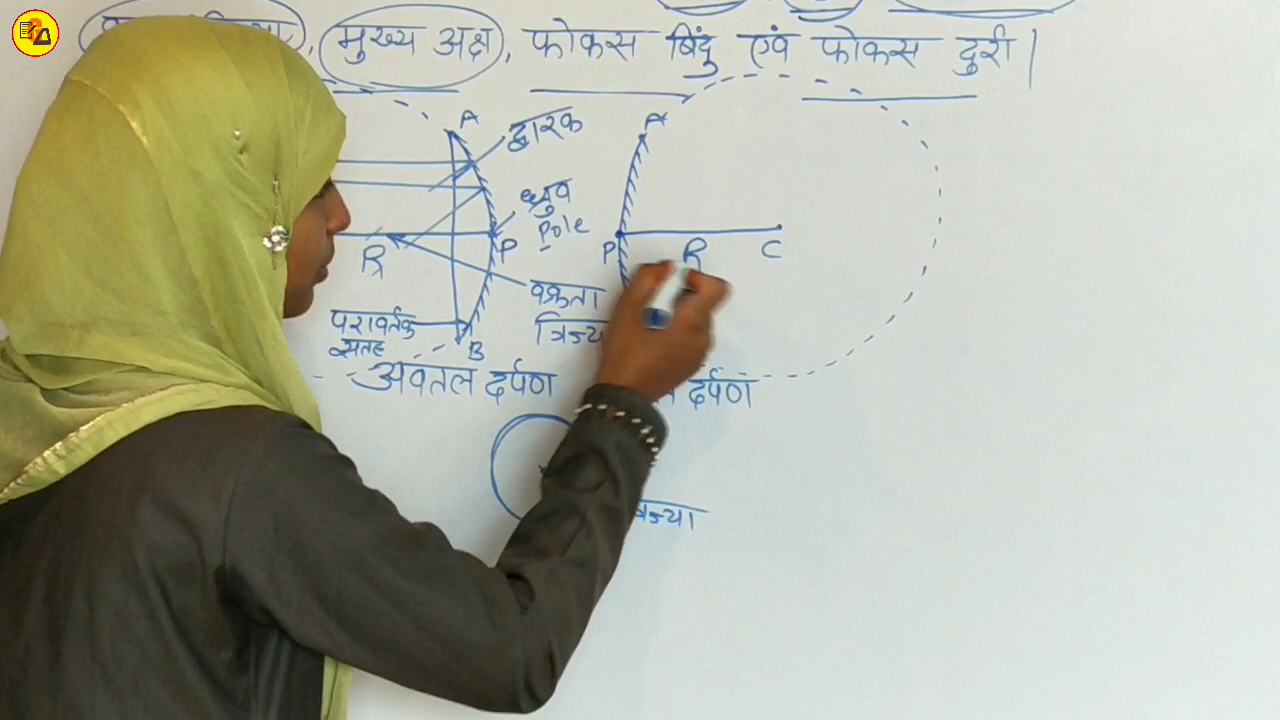 मुख्य अक्ष, फोकस बिंदु एवं फोकस दुरी।
A
द्वारक
A
ध्रुव
Pole
P
R
P
R
C
वक्रता
त्रिज्या
परावर्तक
सतह
B
अवतल दर्पण
दर्पण
त्रिज्या